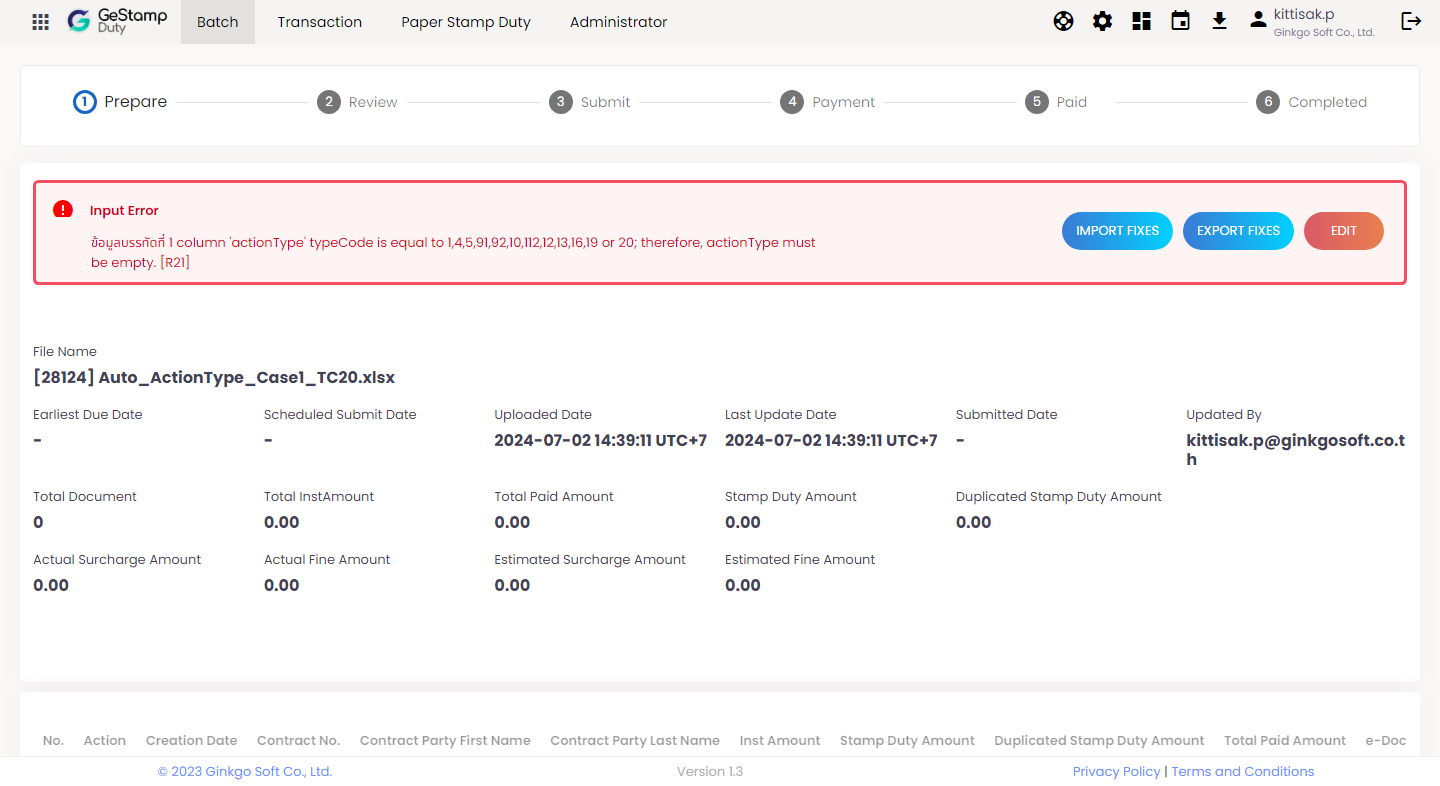 GeStamp
Duty
Batch
Transaction
Paper Stamp Duty
Administrator
kittisak.p
Ginkgo Soft Co., Ltd.
1 Prepare
2 Review
3 Submit
4 Payment
5 Paid
6 Completed
Input Error
ข้อมูลบรรทัดที่ 1 column 'actionType' typeCode is equal to 1,4,5,91,92,10,112,12,13,16,19 or 20; therefore, actionType must
be empty. [R21]
IMPORT FIXES
EXPORT FIXES
EDIT
File Name
[28124] Auto_ActionType_Case1_TC20.xlsx
Earliest Due Date
-
Scheduled Submit Date
-
Uploaded Date
2024-07-02 14:39:11 UTC+7
Last Update Date
2024-07-02 14:39:11 UTC+7
Submitted Date
-
Updated By
kittisak.p@ginkgosoft.co.t
h
Total Document
0
Total InstAmount
0.00
Total Paid Amount
0.00
Stamp Duty Amount
0.00
Duplicated Stamp Duty Amount
0.00
Actual Surcharge Amount
0.00
Actual Fine Amount
0.00
Estimated Surcharge Amount
0.00
Estimated Fine Amount
0.00
No. Action Creation Date Contract No. Contract Party First Name Contract Party Last Name Inst Amount Stamp Duty Amount Duplicated Stamp Duty Amount Total Paid Amount e-Doc
© 2023 Ginkgo Soft Co., Ltd.
Version 1.3
Privacy Policy | Terms and Conditions